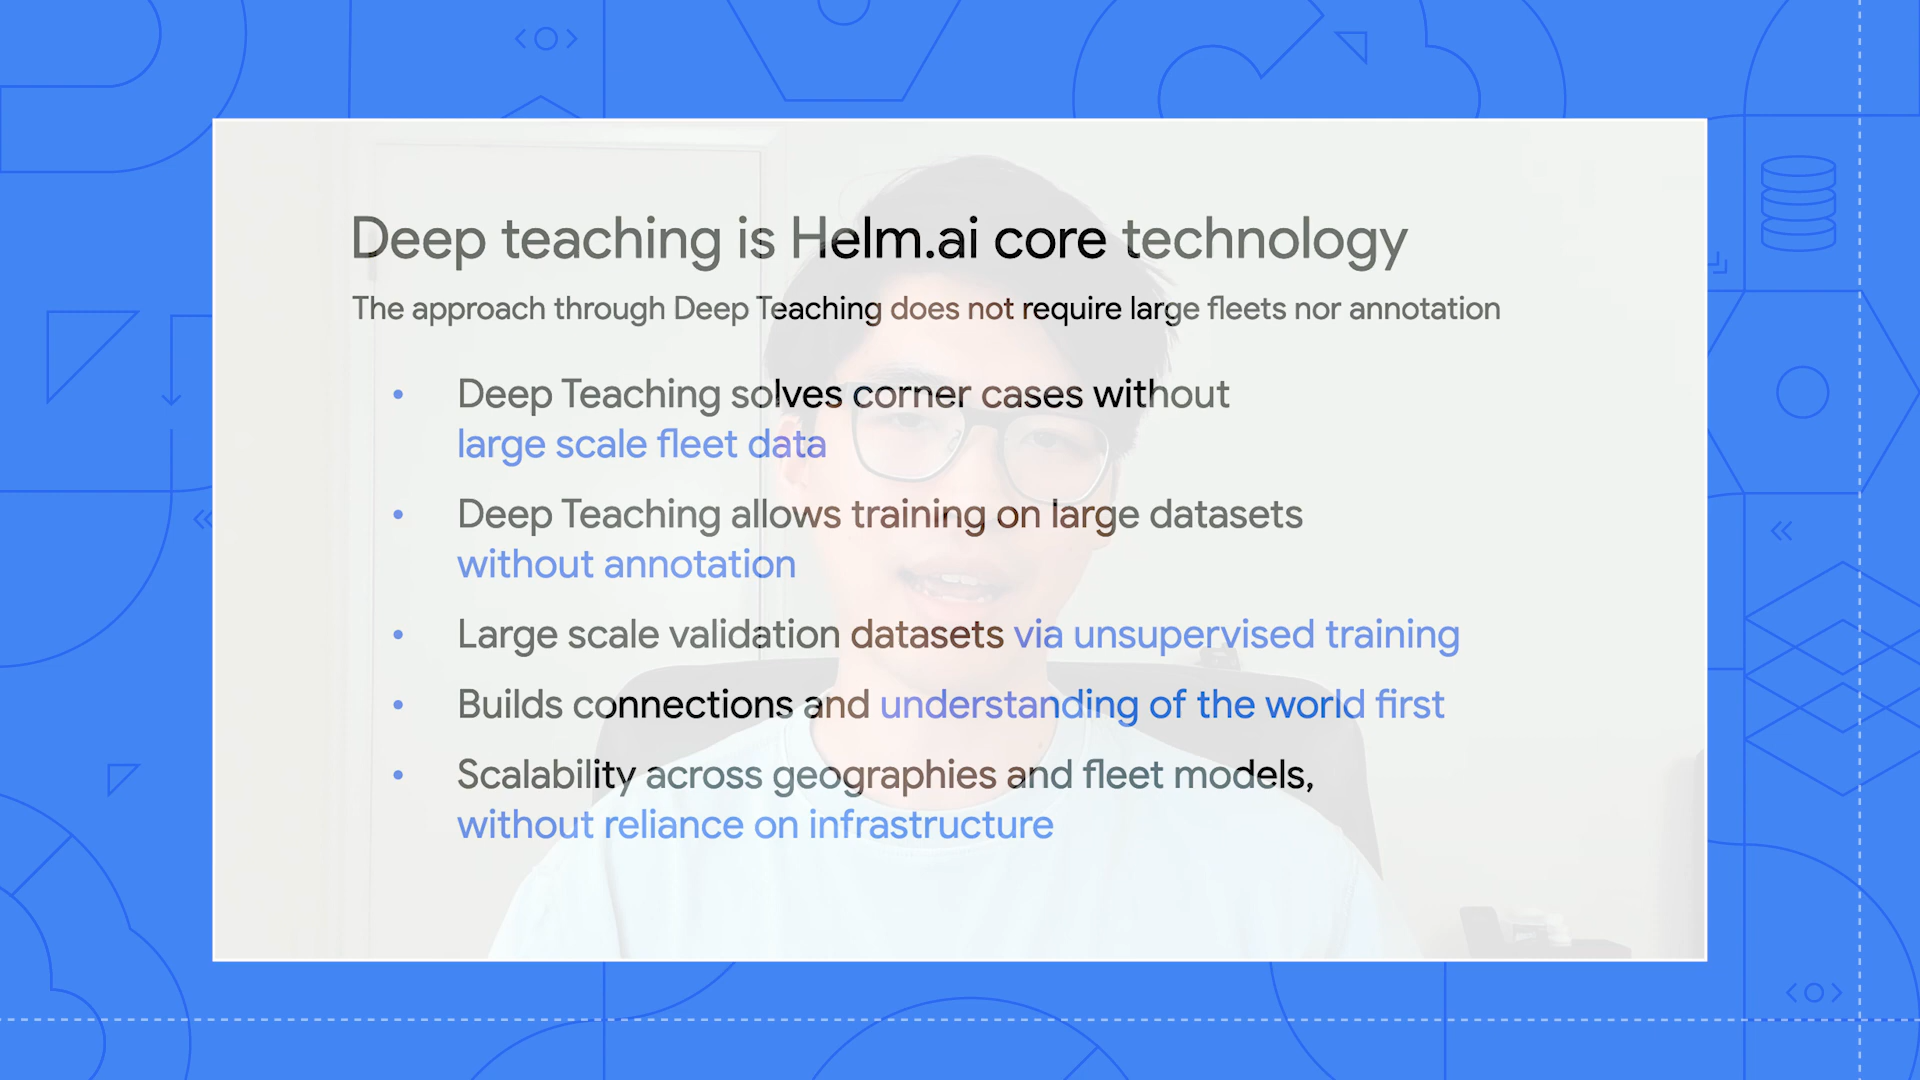 Deep teaching is Helm.ai core technology
The approach through Deep Teaching does not require large fleets nor annotation
• Deep Teaching solves corner cases without
large scale fleet data
• Deep Teaching allows training on large datasets
without annotation
• Large scale validation datasets via unsupervised training
• Builds connections and understanding of the world first
• Scalability across geographies and fleet models,
without reliance on infrastructure